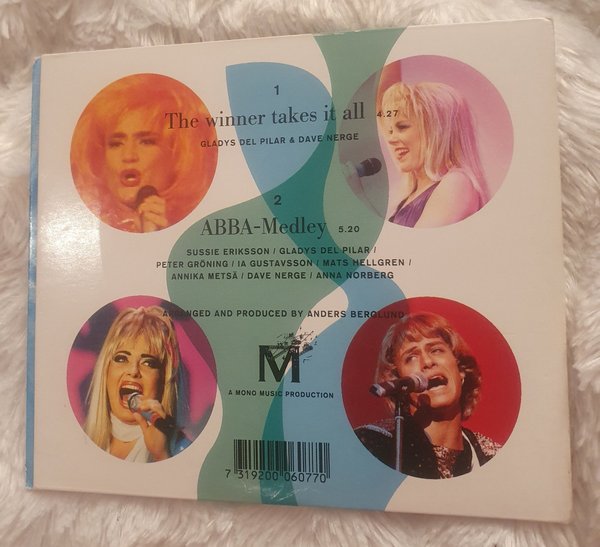 1
The winner takes it all 4.27
GLADYS DEL PILAR & DAVE NERGE
2
ABBA-Medley 5.20
SUSSIE ERIKSSON / GLADYS DEL PILAR /
PETER GRÖNING / IA GUSTAVSSON / MATS HELLGREN /
ANNIKA METSÄ / DAVE NERGE / ANNA NORBERG
ARRANGED AND PRODUCED BY ANDERS BERGLUND
M
A MONO MUSIC PRODUCTION
7 319200 060770